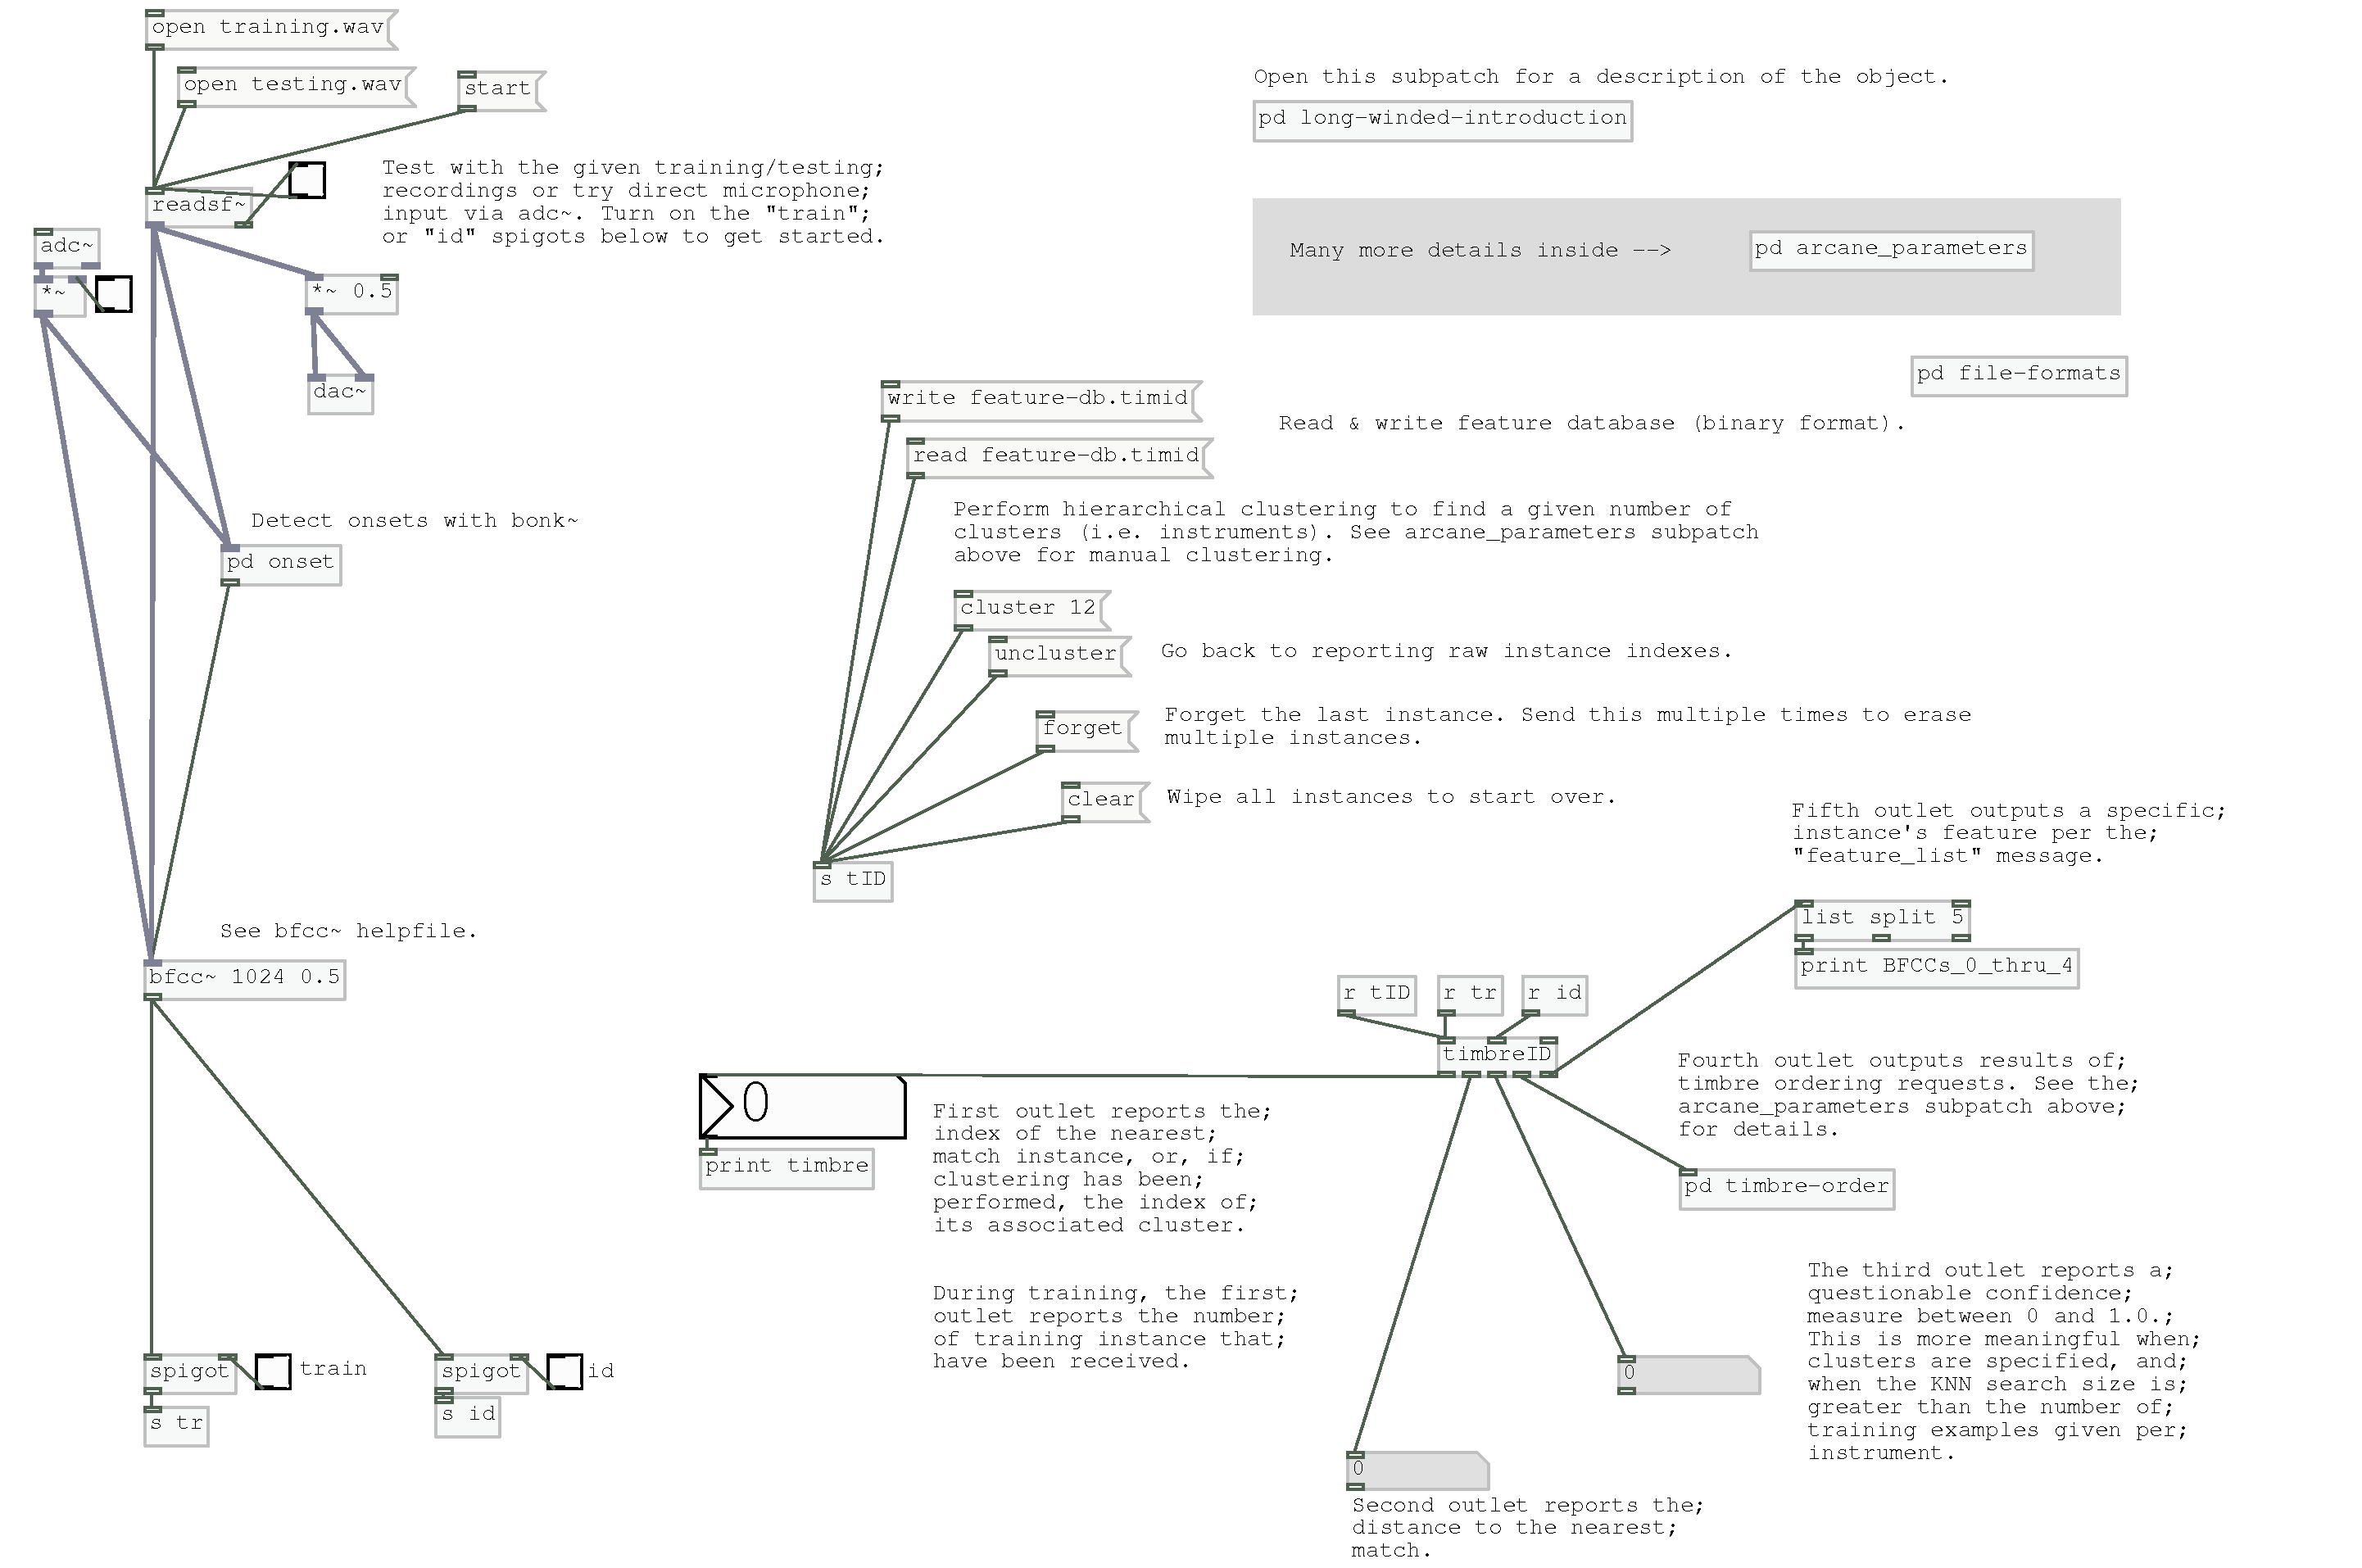 open training.wav
open testing.wav
start
readsf~
Test with the given training/testing;
recordings or try direct microphone;
input via adc~. Turn on the "train";
or "id" spigots below to get started.
adc~
*~
*~ 0.5
dac~
Detect onsets with bonk~
pd onset
See bfcc~ helpfile.
bfcc~ 1024 0.5
spigot
train
s tr
spigot
id
s id
Open this subpatch for a description of the object.
pd long-winded-introduction
Many more details inside -->
pd arcane_parameters
pd file-formats
write feature-db.timid
Read & write feature database (binary format).
read feature-db.timid
Perform hierarchical clustering to find a given number of
clusters (i.e. instruments). See arcane_parameters subpatch
above for manual clustering.
cluster 12
uncluster
Go back to reporting raw instance indexes.
forget
Forget the last instance. Send this multiple times to erase
multiple instances.
clear
Wipe all instances to start over.
s tID
Fifth outlet outputs a specific;
instance's feature per the;
"feature_list" message.
list split 5
print BFCCs_0_thru_4
r tID
r tr
r id
timbreID
0
print timbre
First outlet reports the;
index of the nearest;
match instance, or, if;
clustering has been;
performed, the index of;
its associated cluster.
During training, the first;
outlet reports the number;
of training instance that;
have been received.
Fourth outlet outputs results of;
timbre ordering requests. See the;
arcane_parameters subpatch above;
for details.
pd timbre-order
The third outlet reports a;
questionable confidence;
measure between 0 and 1.0.;
This is more meaningful when;
clusters are specified, and;
when the KNN search size is;
greater than the number of;
training examples given per;
instrument.
0
0
Second outlet reports the;
distance to the nearest;
match.